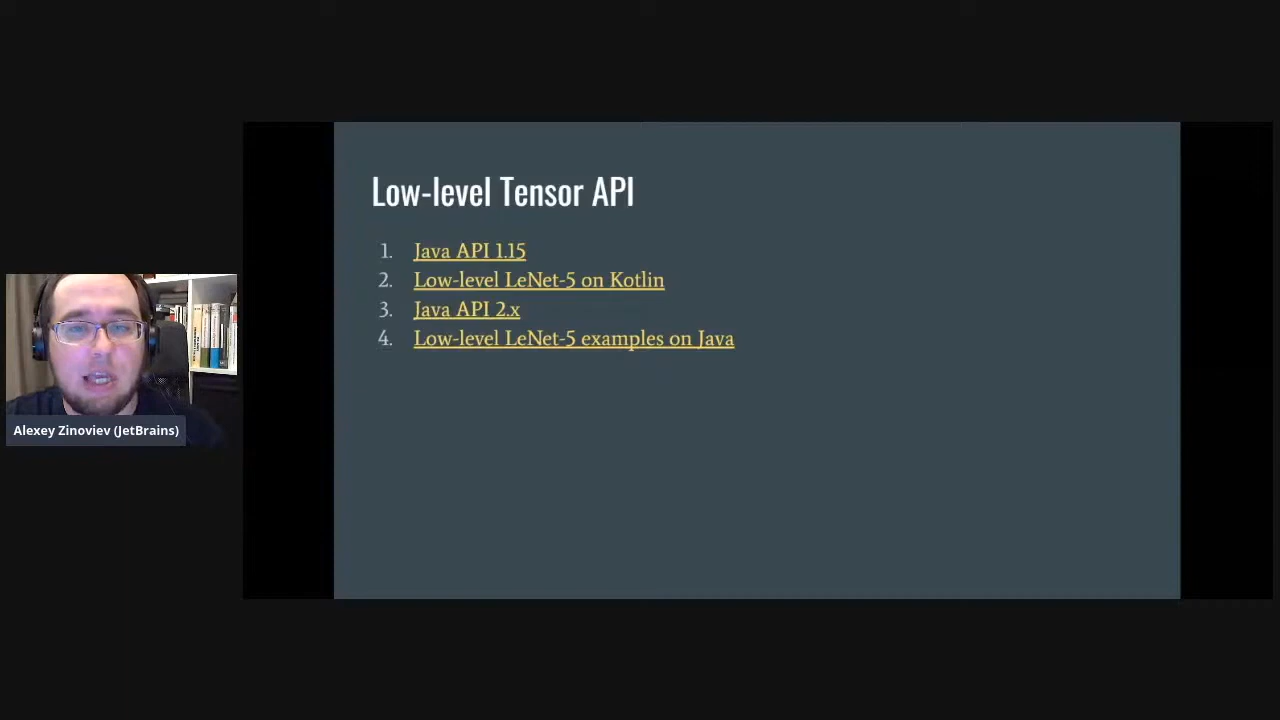 Low-level Tensor API
1. Java API 1.15
2. Low-level LeNet-5 on Kotlin
3. Java API 2.x
4. Low-level LeNet-5 examples on Java
Alexey Zinoviev (JetBrains)